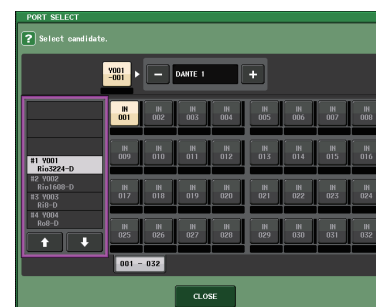 PORT SELECT
? Select candidate.
Y001
-001
DANTE 1
IN 001 IN 002 IN 003 IN 004 IN 005 IN 006 IN 007 IN 008
IN 009 IN 010 IN 011 IN 012 IN 013 IN 014 IN 015 IN 016
#1 Y001
Rio3224-D
#2 Y002
Rio1608-D
#3 Y003
Ri8-D
#4 Y004
Ro8-D
IN 017 IN 018 IN 019 IN 020 IN 021 IN 022 IN 023 IN 024
IN 025 IN 026 IN 027 IN 028 IN 029 IN 030 IN 031 IN 032
001 - 032
CLOSE